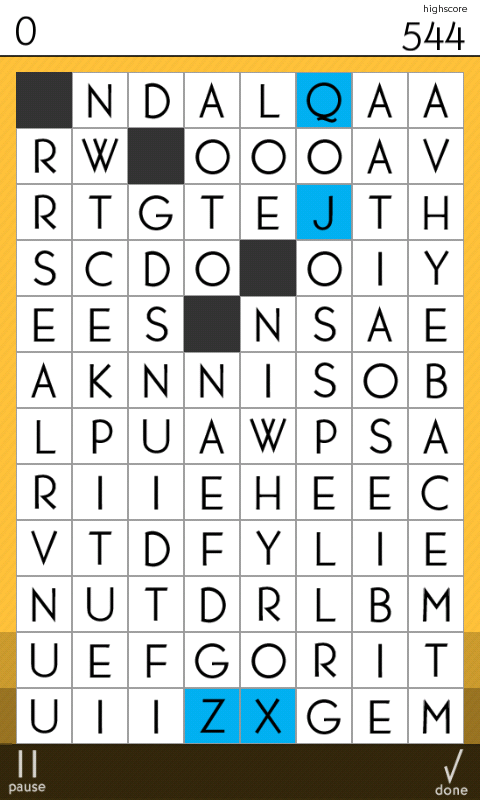 highscore
0 544
N D A L Q A A
R W O O O A V
R T G T E J T H
S C D O O I Y
E E S N S A E
A K N N I S O B
L P U A W P S A
R I I E H E E C
V T D F Y L I E
N U T D R L B M
U E F G O R I T
U I I Z X G E M
pause done